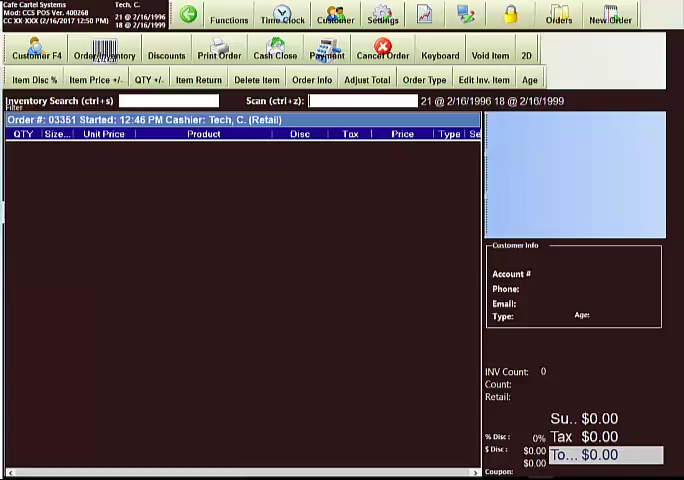 Cafe Cartel Systems
Mod: CCS POS Ver. 400268
CC XX-XXX (2/16/2017 12:50 PM)
Tech, C.
21 @ 2/16/1996
18 @ 2/16/1999
Functions Time Clock Customer Settings Orders New Order
Customer F4 Order/Inventory Discounts Print Order Cash Close Payment Cancel Order Keyboard Void Item 2D
Item Disc % Item Price +/- QTY +/- Item Return Delete Item Order Info Adjust Total Order Type Edit Inv. Item Age
Inventory Search (ctrl+s) Scan (ctrl+z): 21 @ 2/16/1996 18 @ 2/16/1999
Filter
Order #: 03351 Started: 12:46 PM Cashier: Tech, C. (Retail)
QTY Size... Unit Price Product Disc Tax Price Type Se
Customer Info
Account #
Phone:
Email:
Type: Age:
INV Count: 0
Count:
Retail:
Su.. $0.00
% Disc : 0% Tax $0.00
$ Disc : $0.00 To... $0.00
$0.00
Coupon: